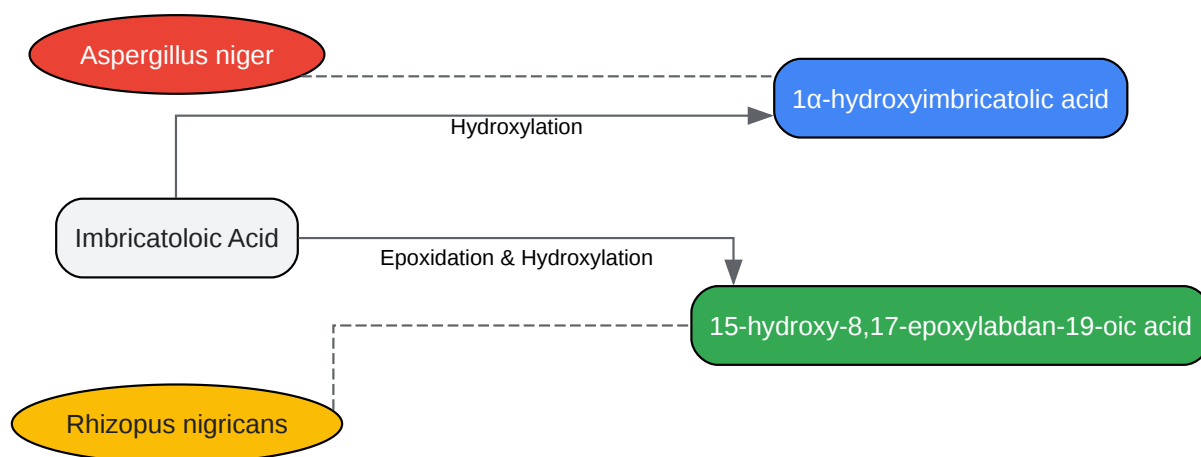 Aspergillus niger
1α-hydroxyimbricatolic acid
Hydroxylation
Imbricatoloic Acid
Epoxidation & Hydroxylation
15-hydroxy-8,17-epoxylabdan-19-oic acid
Rhizopus nigricans